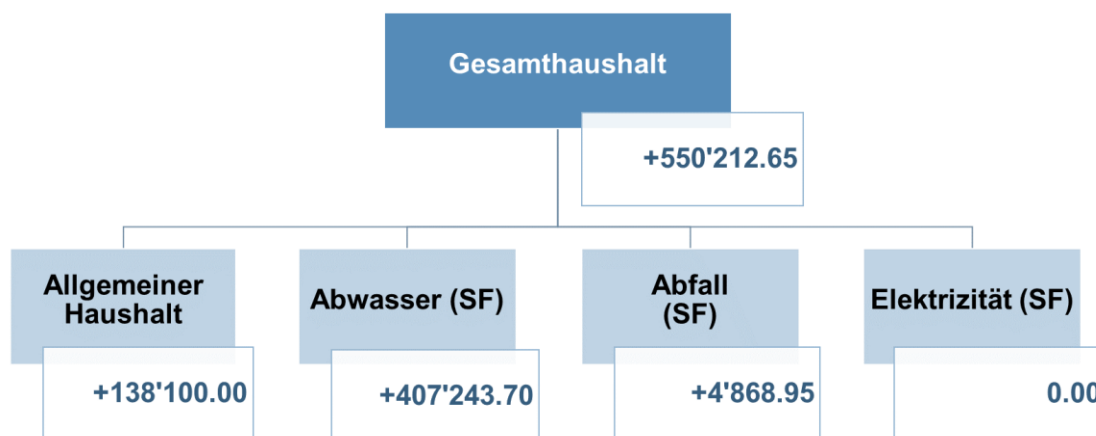 Gesamthaushalt
+550'212.65
Allgemeiner
Haushalt
+138'100.00
Abwasser (SF)
+407'243.70
Abfall
(SF)
+4'868.95
Elektrizität (SF)
0.00